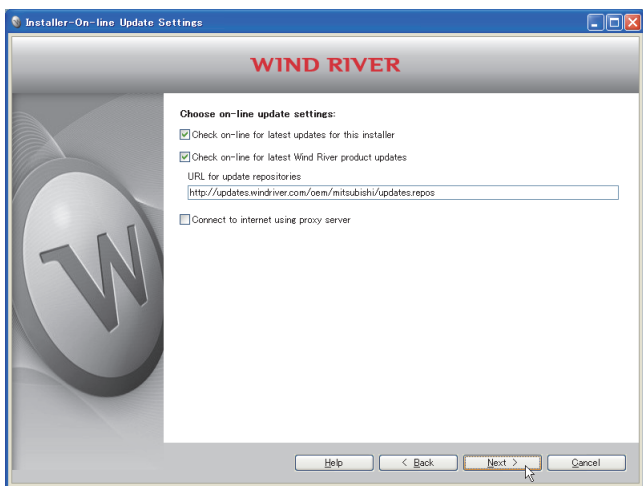 Installer-On-line Update Settings
WIND RIVER
Choose on-line update settings:
Check on-line for latest updates for this installer
Check on-line for latest Wind River product updates
URL for update repositories
http://updates.windriver.com/oem/mitsubishi/updates.repos
Connect to internet using proxy server
W
Help
< Back
Next >
Cancel